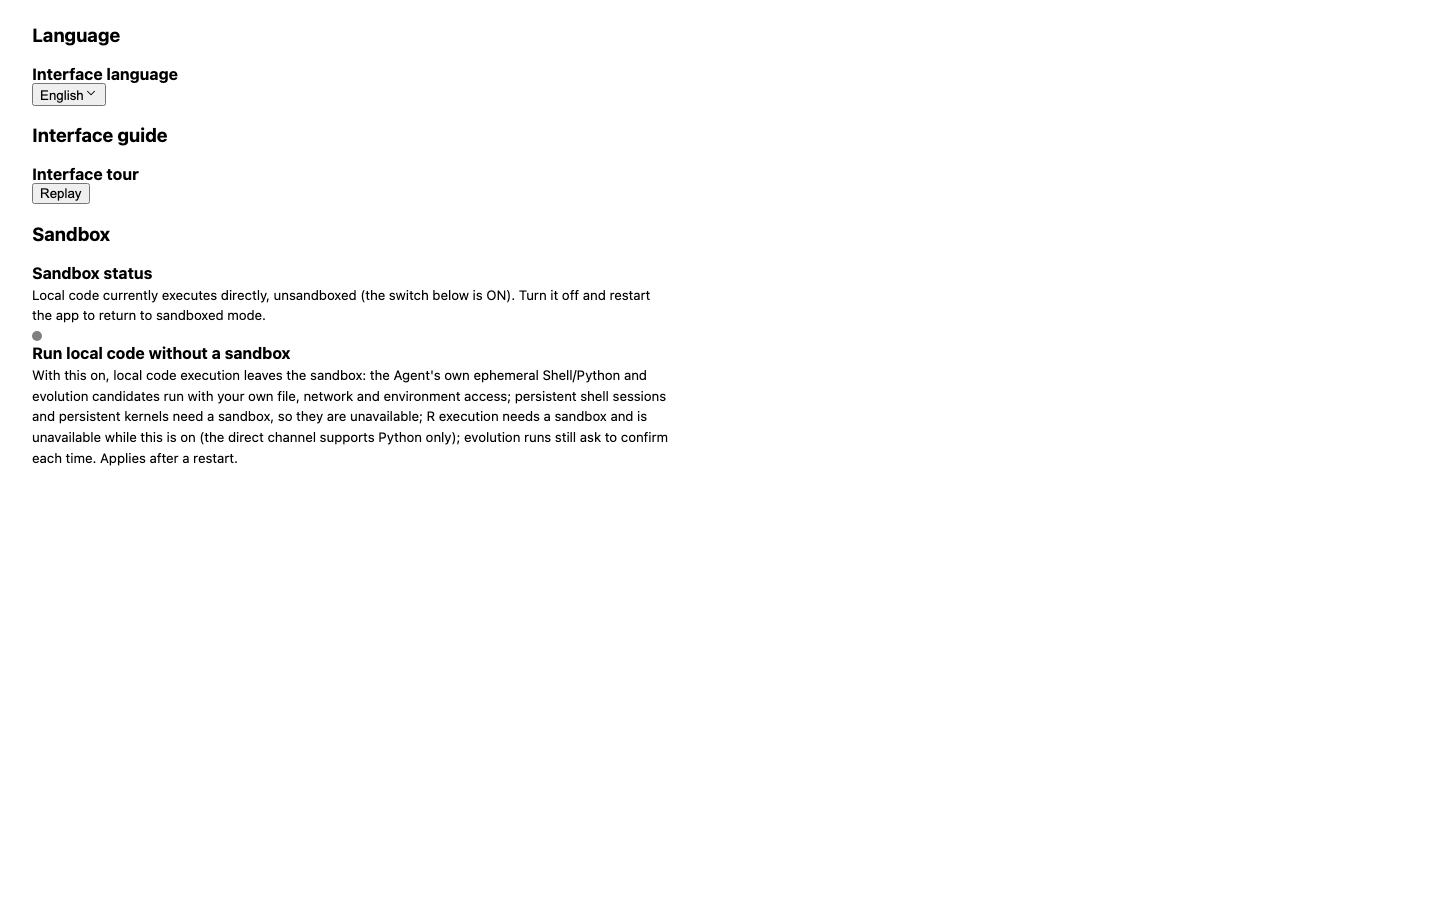 Language
Interface language
English
Interface guide
Interface tour
Replay
Sandbox
Sandbox status
Local code currently executes directly, unsandboxed (the switch below is ON). Turn it off and restart
the app to return to sandboxed mode.
Run local code without a sandbox
With this on, local code execution leaves the sandbox: the Agent's own ephemeral Shell/Python and
evolution candidates run with your own file, network and environment access; persistent shell sessions
and persistent kernels need a sandbox, so they are unavailable; R execution needs a sandbox and is
unavailable while this is on (the direct channel supports Python only); evolution runs still ask to confirm
each time. Applies after a restart.